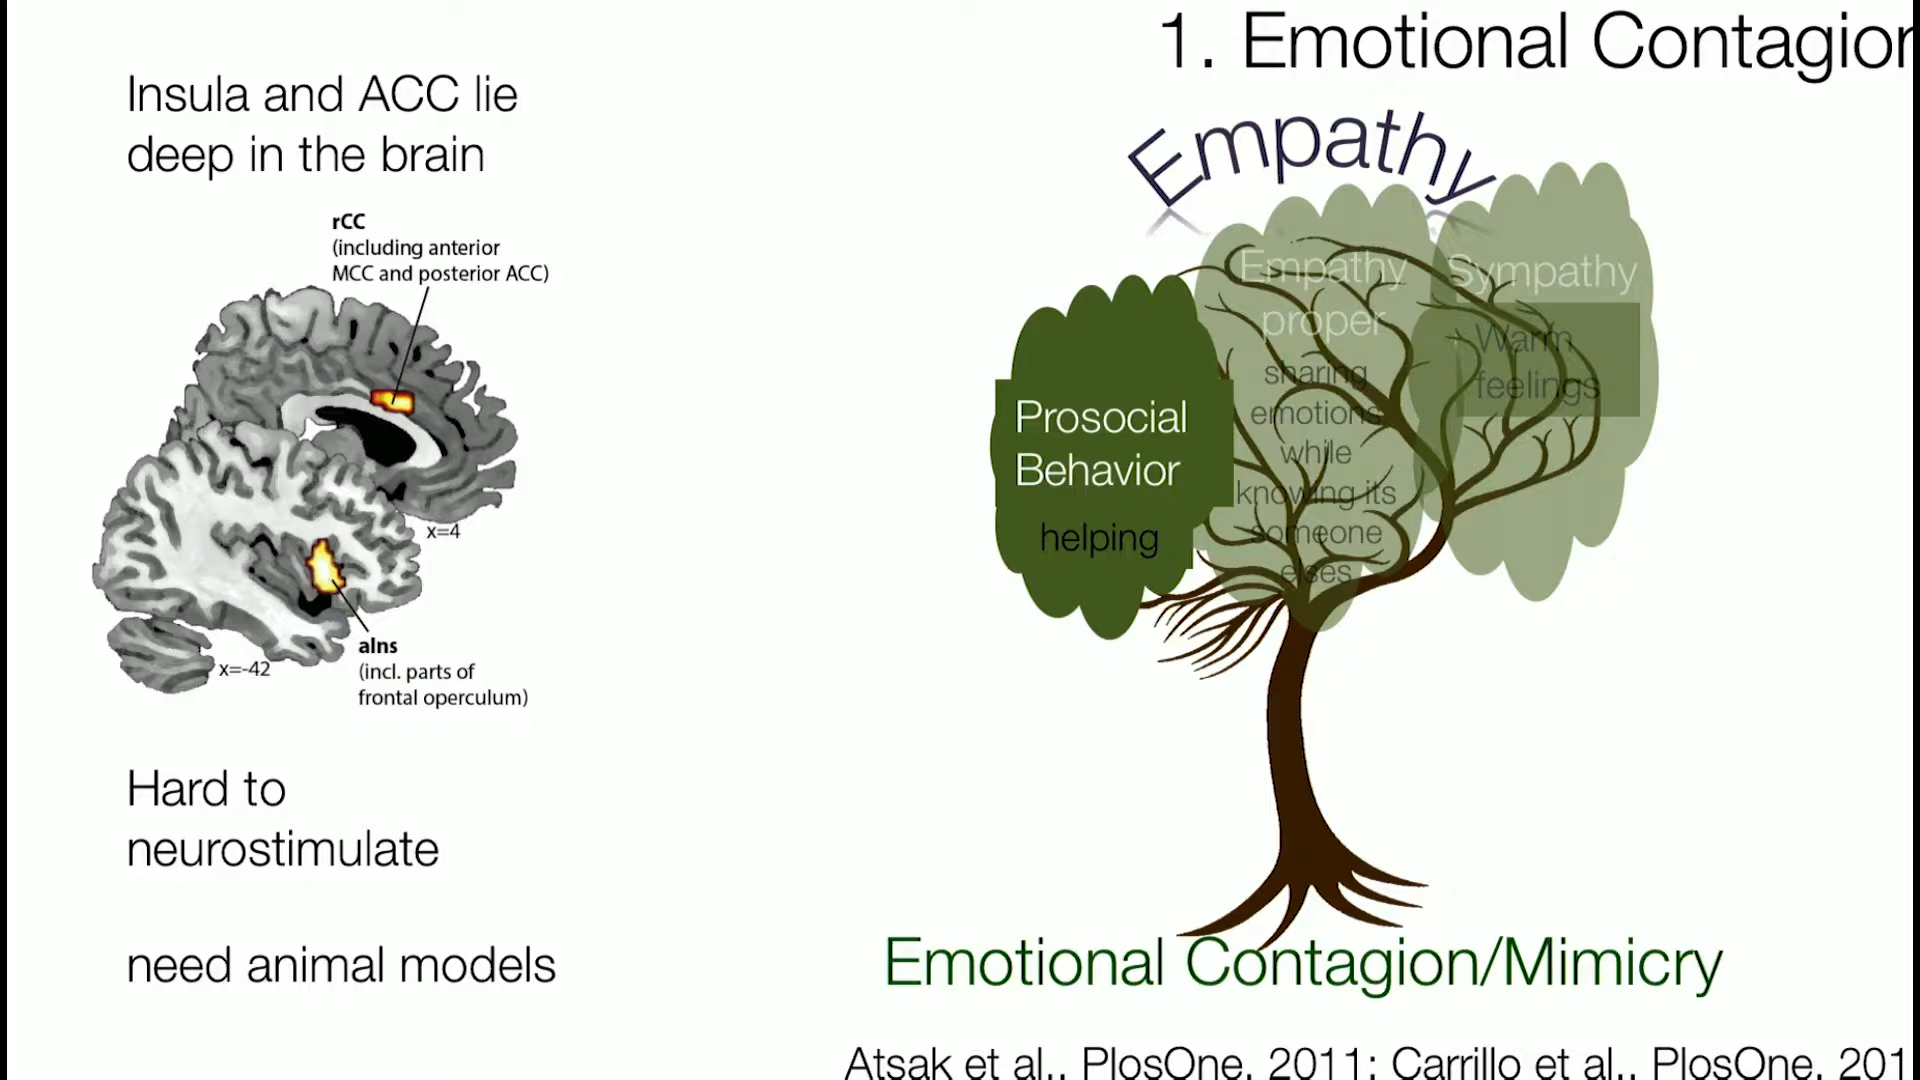 Insula and ACC lie
deep in the brain
rCC
(including anterior
MCC and posterior ACC)
x=4
x=-42
aIns
(incl. parts of
frontal operculum)
Hard to
neurostimulate
need animal models
1. Emotional Contagion
Empathy
Prosocial
Behavior
helping
Empathy
proper
sharing
emotions
while
knowing its
someone
elses
Sympathy
Warm
feelings
Emotional Contagion/Mimicry
Atsak et al., PlosOne, 2011; Carrillo et al., PlosOne, 201